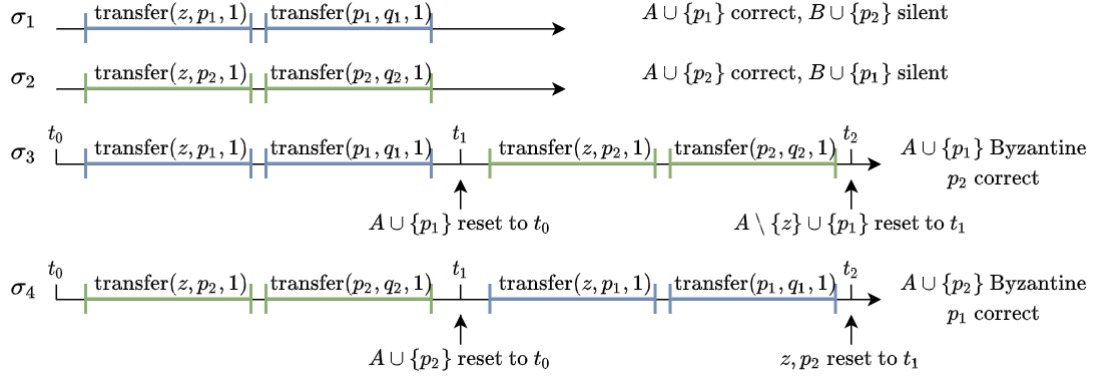 σ₁ transfer(z, p₁, 1) transfer(p₁, q₁, 1) A ∪ {p₁} correct, B ∪ {p₂} silent
σ₂ transfer(z, p₂, 1) transfer(p₂, q₂, 1) A ∪ {p₂} correct, B ∪ {p₁} silent
t₀ t₁ t₂
σ₃ transfer(z, p₁, 1) transfer(p₁, q₁, 1) transfer(z, p₂, 1) transfer(p₂, q₂, 1) A ∪ {p₁} Byzantine
p₂ correct
A ∪ {p₁} reset to t₀ A \ {z} ∪ {p₁} reset to t₁
t₀ t₁ t₂
σ₄ transfer(z, p₂, 1) transfer(p₂, q₂, 1) transfer(z, p₁, 1) transfer(p₁, q₁, 1) A ∪ {p₂} Byzantine
p₁ correct
A ∪ {p₂} reset to t₀ z, p₂ reset to t₁